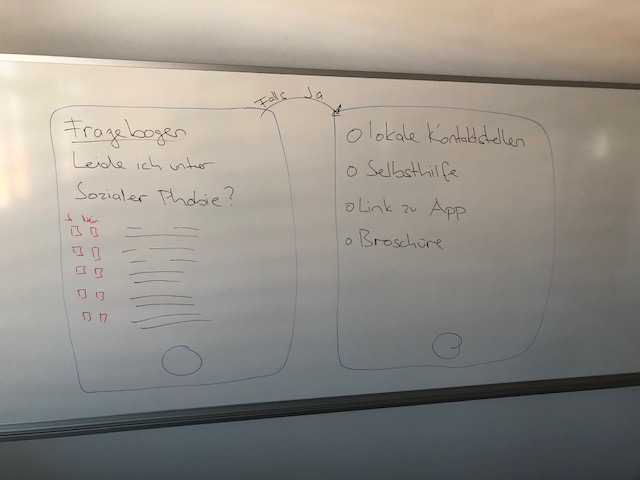 Falls Ja
Fragebogen
Leide ich unter
Sozialer Phobie?
Ja Nein
lokale Kontaktstellen
Selbsthilfe
Link zu App
Broschüre